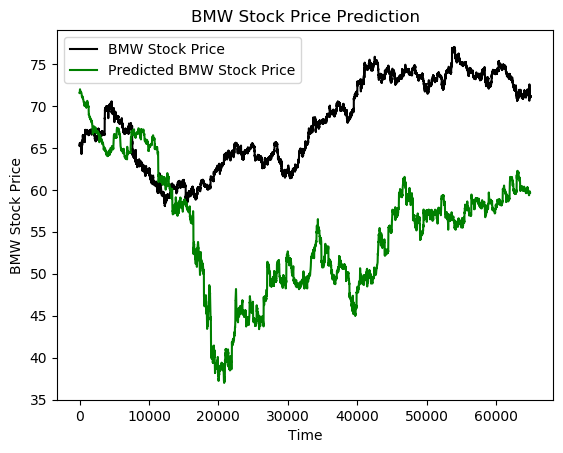 BMW Stock Price Prediction
BMW Stock Price
Predicted BMW Stock Price
BMW Stock Price
75
70
65
60
55
50
45
40
35
0 10000 20000 30000 40000 50000 60000
Time